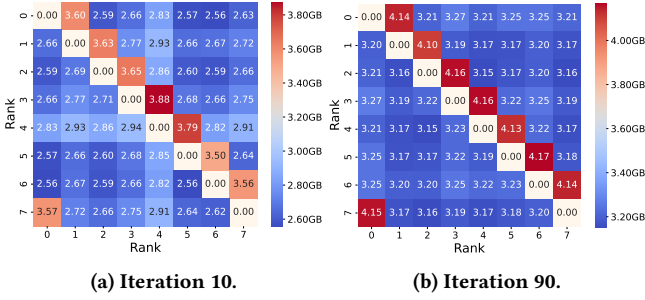 0 0.00 3.60 2.59 2.66 2.83 2.57 2.56 2.63
1 2.66 0.00 3.63 2.77 2.93 2.66 2.67 2.72
2 2.59 2.69 0.00 3.65 2.86 2.60 2.59 2.66
3 2.66 2.77 2.71 0.00 3.88 2.68 2.66 2.75
4 2.83 2.93 2.86 2.94 0.00 3.79 2.82 2.91
5 2.57 2.66 2.60 2.68 2.85 0.00 3.50 2.64
6 2.56 2.67 2.59 2.66 2.82 2.56 0.00 3.56
7 3.57 2.72 2.66 2.75 2.91 2.64 2.62 0.00
0 1 2 3 4 5 6 7
Rank
Rank
3.80GB
3.60GB
3.40GB
3.20GB
3.00GB
2.80GB
2.60GB
(a) Iteration 10.
0 0.00 4.14 3.21 3.27 3.21 3.25 3.25 3.21
1 3.20 0.00 4.10 3.19 3.17 3.17 3.20 3.17
2 3.21 3.16 0.00 4.16 3.15 3.16 3.20 3.16
3 3.27 3.19 3.19 0.00 4.16 3.22 3.25 3.19
4 3.21 3.17 3.15 3.23 0.00 4.13 3.22 3.17
5 3.25 3.17 3.17 3.22 3.19 0.00 4.17 3.18
6 3.25 3.20 3.20 3.25 3.22 3.23 0.00 4.14
7 4.15 3.17 3.16 3.19 3.17 3.18 3.20 0.00
0 1 2 3 4 5 6 7
Rank
Rank
4.00GB
3.80GB
3.60GB
3.40GB
3.20GB
(b) Iteration 90.